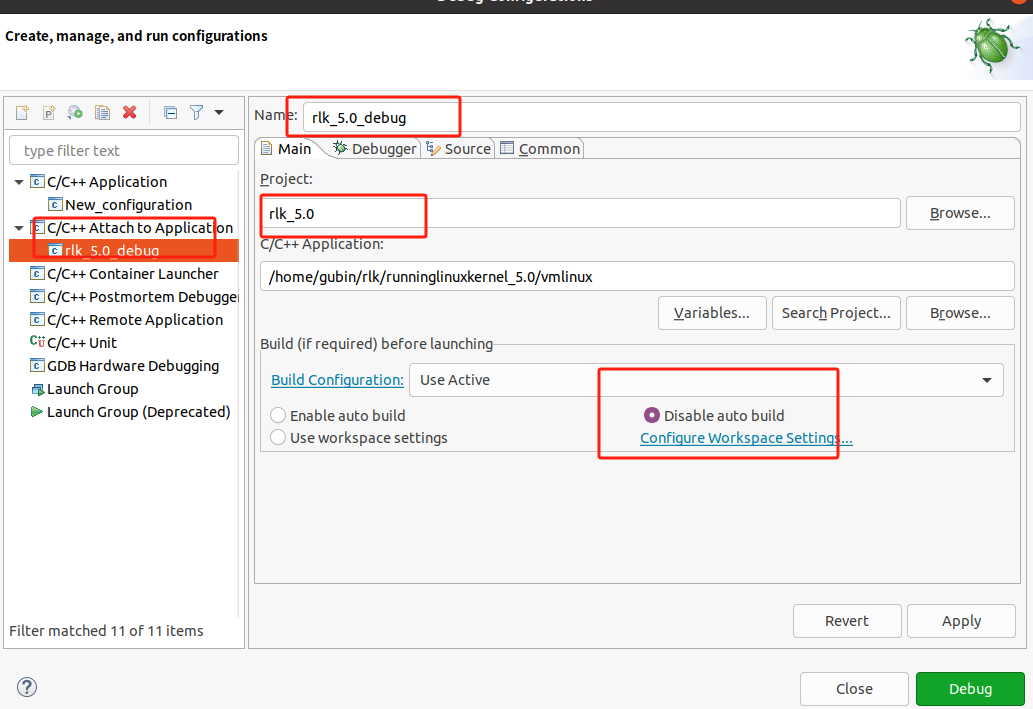 Debug Configurations
Create, manage, and run configurations
type filter text
C/C++ Application
New_configuration
C/C++ Attach to Application
rlk_5.0_debug
C/C++ Container Launcher
C/C++ Postmortem Debugger
C/C++ Remote Application
C/C++ Unit
GDB Hardware Debugging
Launch Group
Launch Group (Deprecated)
Filter matched 11 of 11 items
Name: rlk_5.0_debug
Main Debugger Source Common
Project:
rlk_5.0 Browse...
C/C++ Application:
/home/gubin/rlk/runninglinuxkernel_5.0/vmlinux
Variables... Search Project... Browse...
Build (if required) before launching
Build Configuration: Use Active
Enable auto build Disable auto build
Use workspace settings Configure Workspace Settings...
Revert Apply
Close Debug